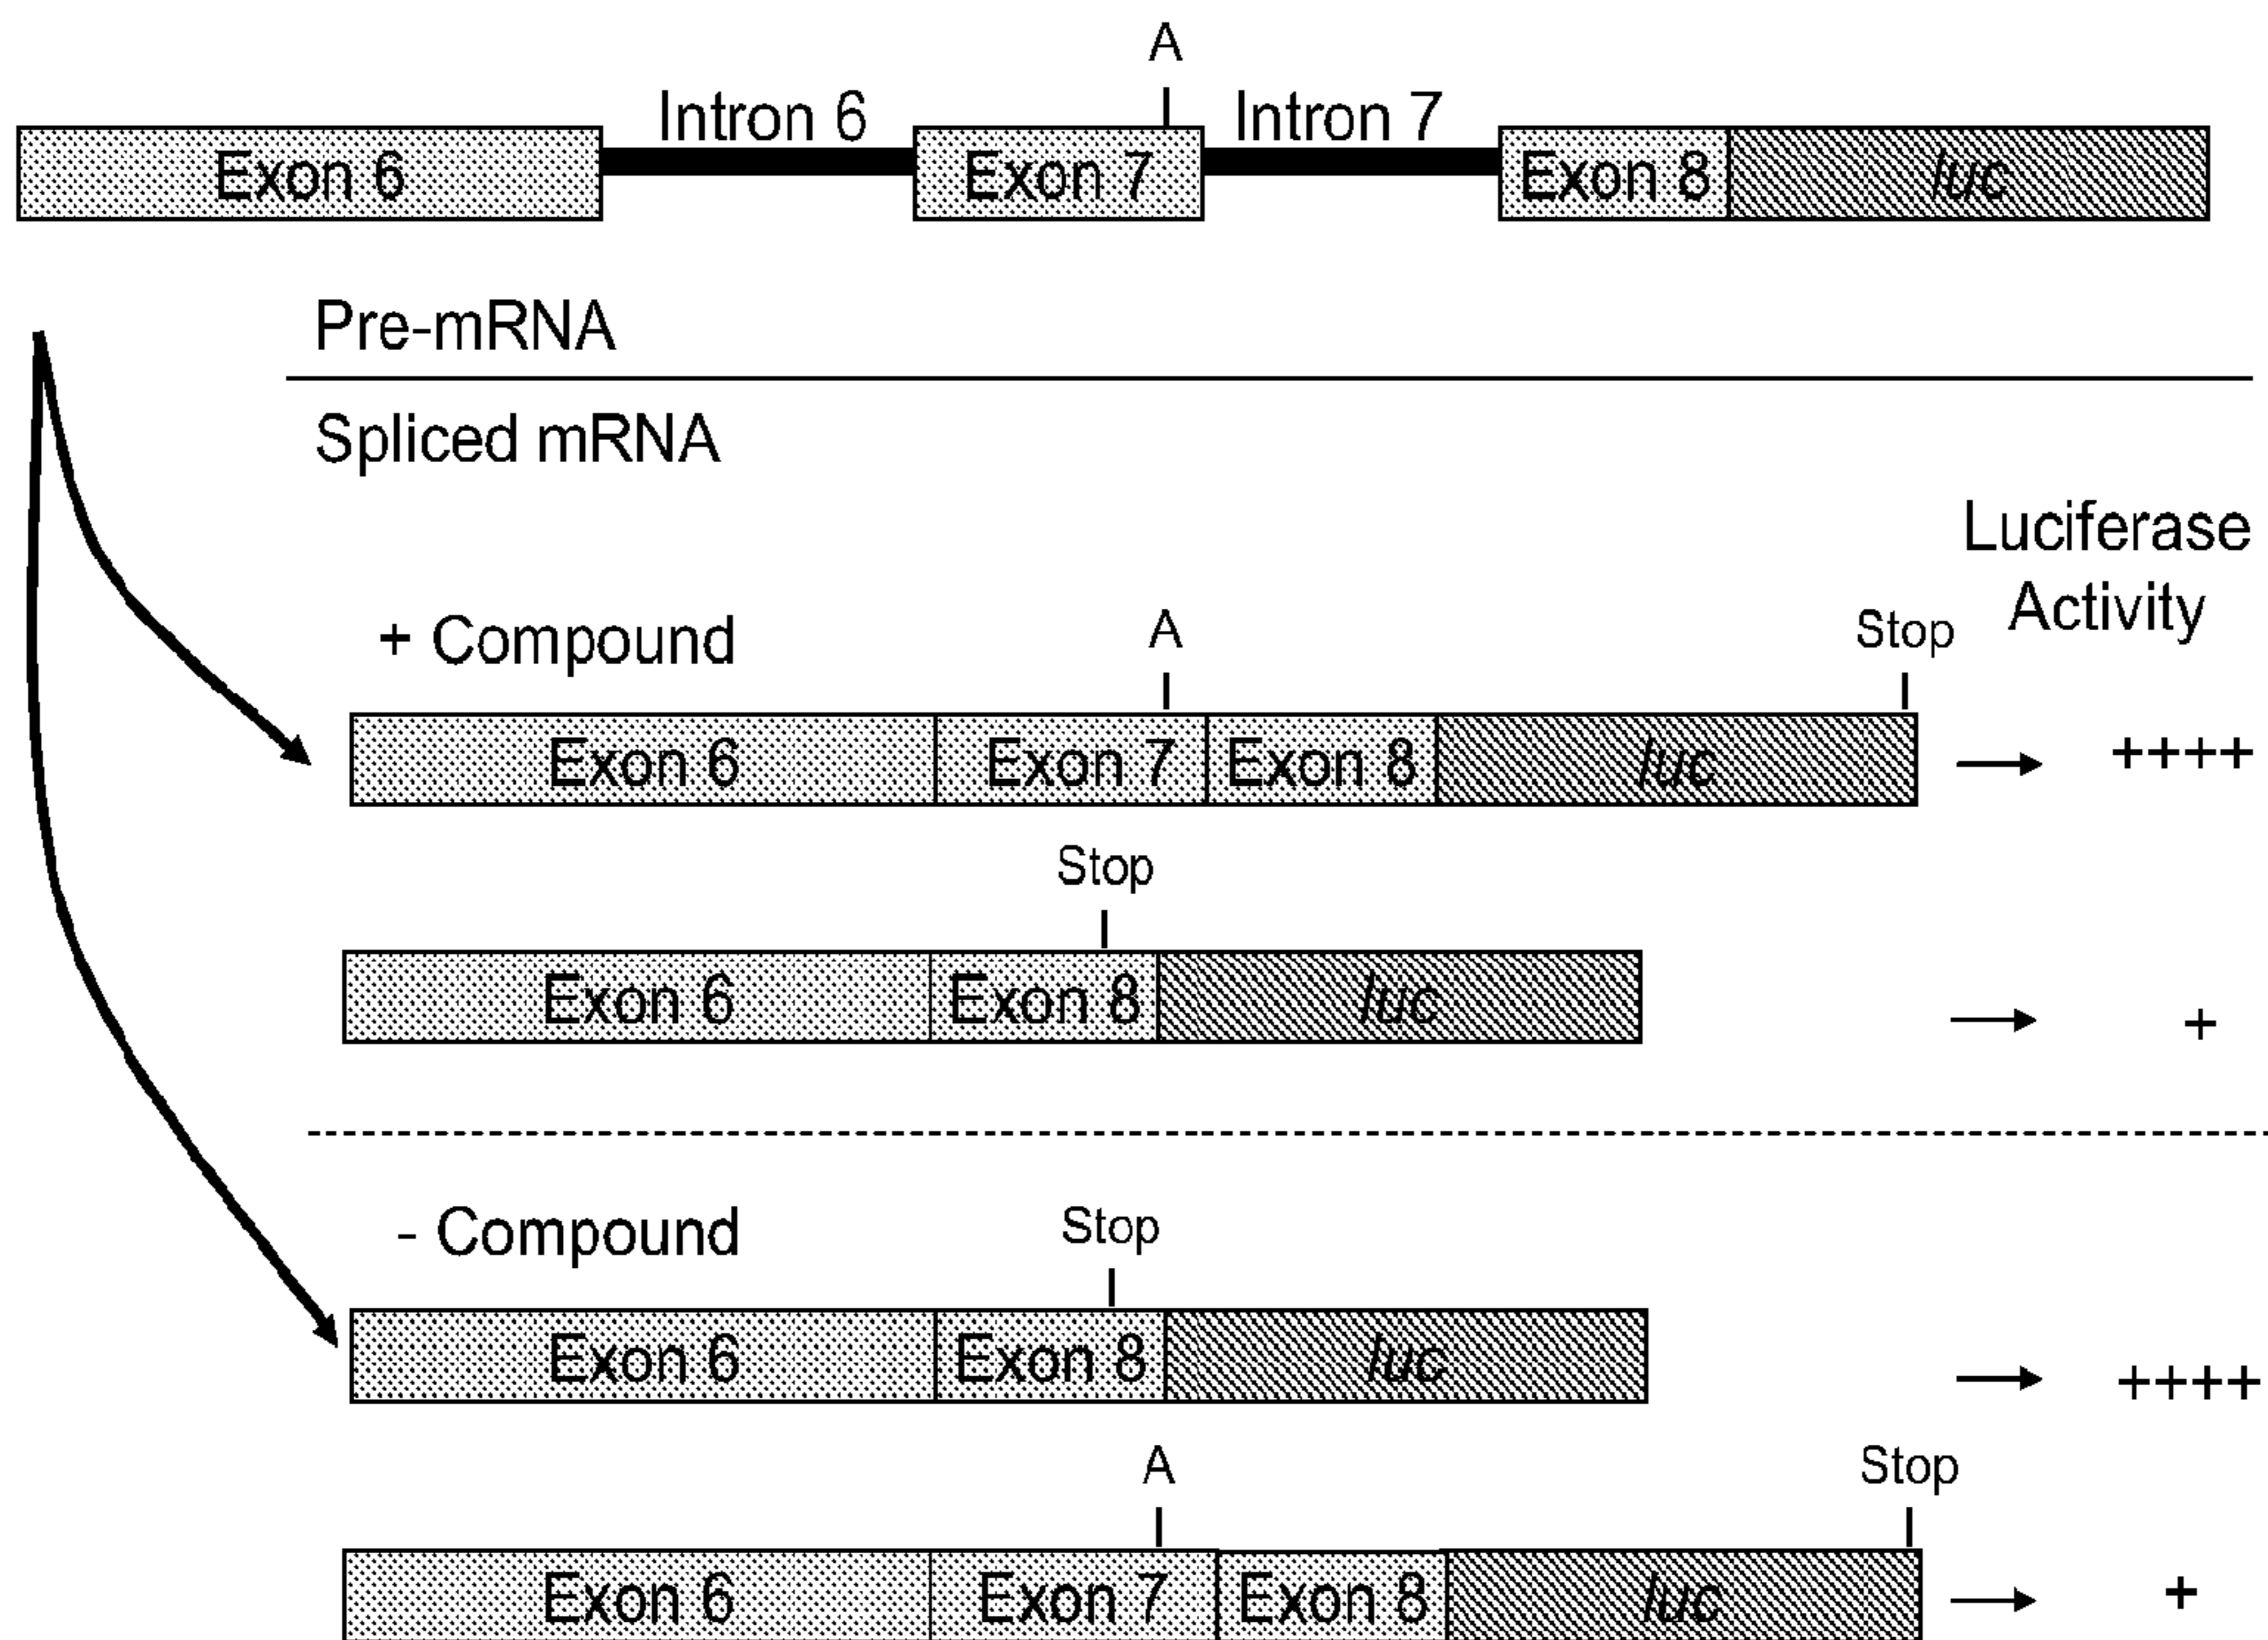 A
Intron 6 Intron 7
Exon 6 Exon 7 Exon 8 luc
Pre-mRNA
Spliced mRNA
Luciferase
Activity
+ Compound A Stop
Exon 6 Exon 7 Exon 8 luc ++++
Stop
Exon 6 Exon 8 luc +
- Compound Stop
Exon 6 Exon 8 luc ++++
A Stop
Exon 6 Exon 7 Exon 8 luc +